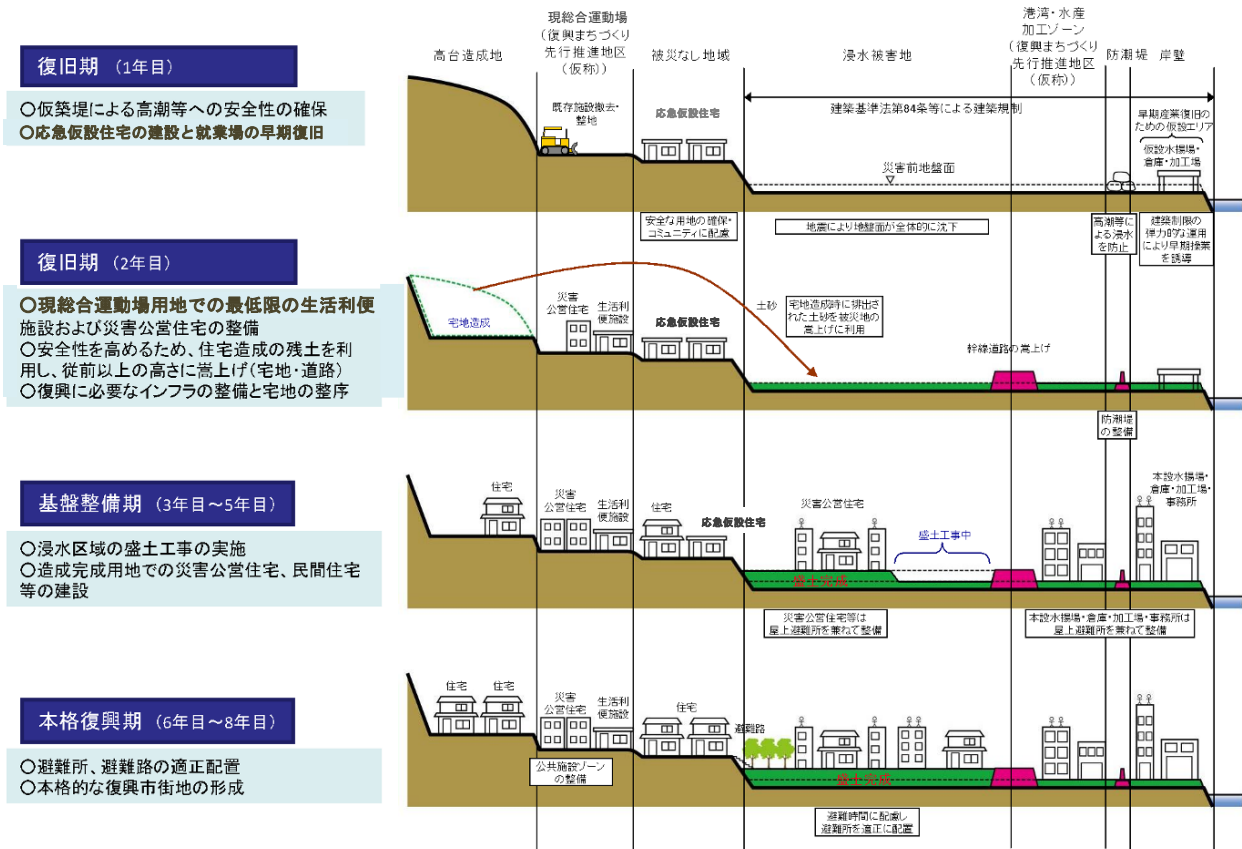 高台造成地
現総合運動場
(復興まちづくり
先行推進地区
(仮称))
被災なし地域
浸水被害地
港湾・水産
加工ゾーン
(復興まちづくり
先行推進地区
(仮称))
防潮堤
岸壁
復旧期 (1年目)
○仮築堤による高潮等への安全性の確保
○応急仮設住宅の建設と就業場の早期復旧
既存施設撤去・
整地
応急仮設住宅
建築基準法第84条等による建築規制
災害前地盤面
早期産業復旧の
ための仮設エリア
仮設水揚場・
倉庫・加工場
安全な用地の確保・
コミュニティに配慮
地震により地盤面が全体的に沈下
高潮等に
よる浸水
を防止
建築制限の
弾力的な運用
により早期操業
を誘導
復旧期 (2年目)
○現総合運動場用地での最低限の生活利便
施設および災害公営住宅の整備
○安全性を高めるため、住宅造成の残土を利
用し、従前以上の高さに嵩上げ(宅地・道路)
○復興に必要なインフラの整備と宅地の整序
宅地造成
災害
公営住宅
生活利
便施設
応急仮設住宅
土砂
宅地造成時に排出さ
れた土砂を被災地の
嵩上げに利用
幹線道路の嵩上げ
防潮堤
の整備
基盤整備期 (3年目~5年目)
○浸水区域の盛土工事の実施
○造成完成用地での災害公営住宅、民間住宅
等の建設
住宅
災害
公営住宅
生活利
便施設
住宅
応急仮設住宅
災害公営住宅
盛土工事中
盛土完成
本設水揚場・
倉庫・加工場・
事務所
災害公営住宅等は
屋上避難所を兼ねて整備
本設水揚場・倉庫・加工場・事務所は
屋上避難所を兼ねて整備
本格復興期 (6年目~8年目)
○避難所、避難路の適正配置
○本格的な復興市街地の形成
住宅
住宅
災害
公営住宅
生活利
便施設
住宅
避難路
盛土完成
公共施設ゾーン
の整備
避難時間に配慮し
避難所を適正に配置